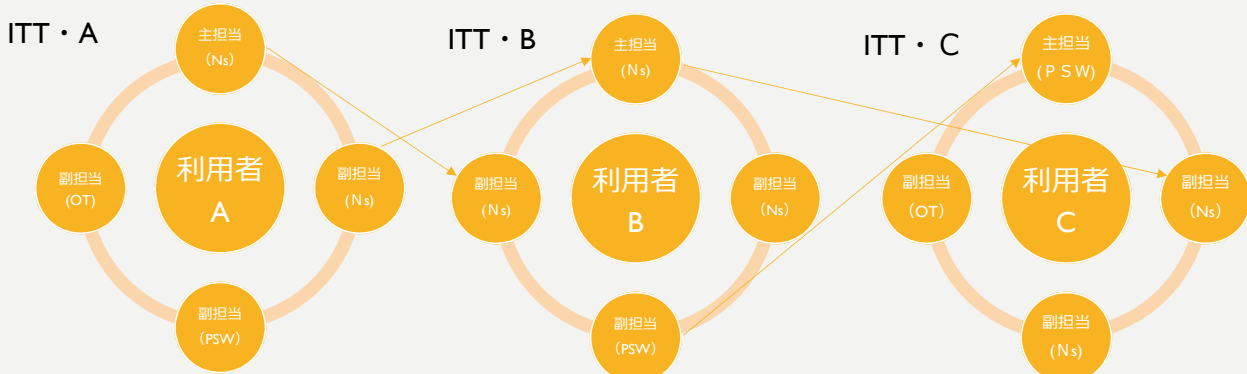 ITT・A
主担当
(Ns)
副担当
(OT)
利用者
A
副担当
(Ns)
副担当
(PSW)
ITT・B
主担当
(Ns)
副担当
(Ns)
利用者
B
副担当
(Ns)
副担当
(PSW)
ITT・C
主担当
(ＰＳＷ)
副担当
(OT)
利用者
C
副担当
(Ns)
副担当
(Ns)